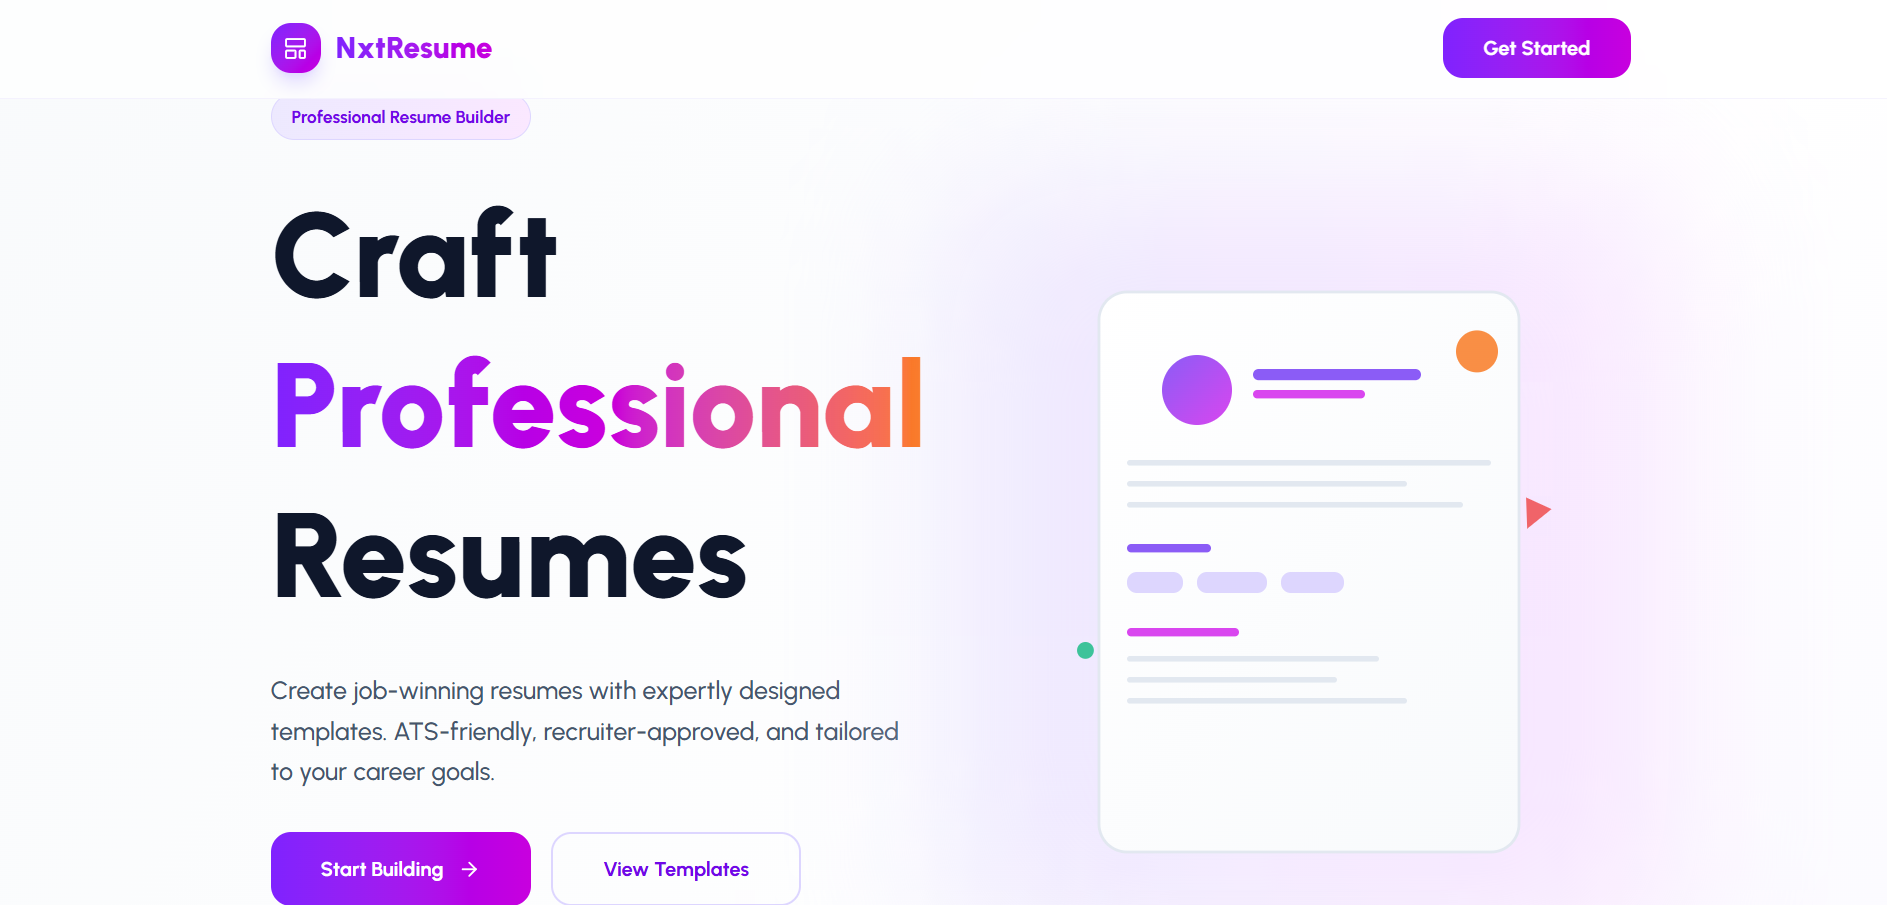 NxtResume
Get Started
Professional Resume Builder
Craft
Professional
Resumes
Create job-winning resumes with expertly designed
templates. ATS-friendly, recruiter-approved, and tailored
to your career goals.
Start Building
View Templates